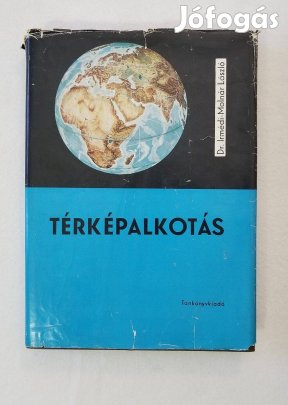 Jófogás
Dr. Irmédi-Molnár László
TÉRKÉPALKOTÁS
Tankönyvkiadó